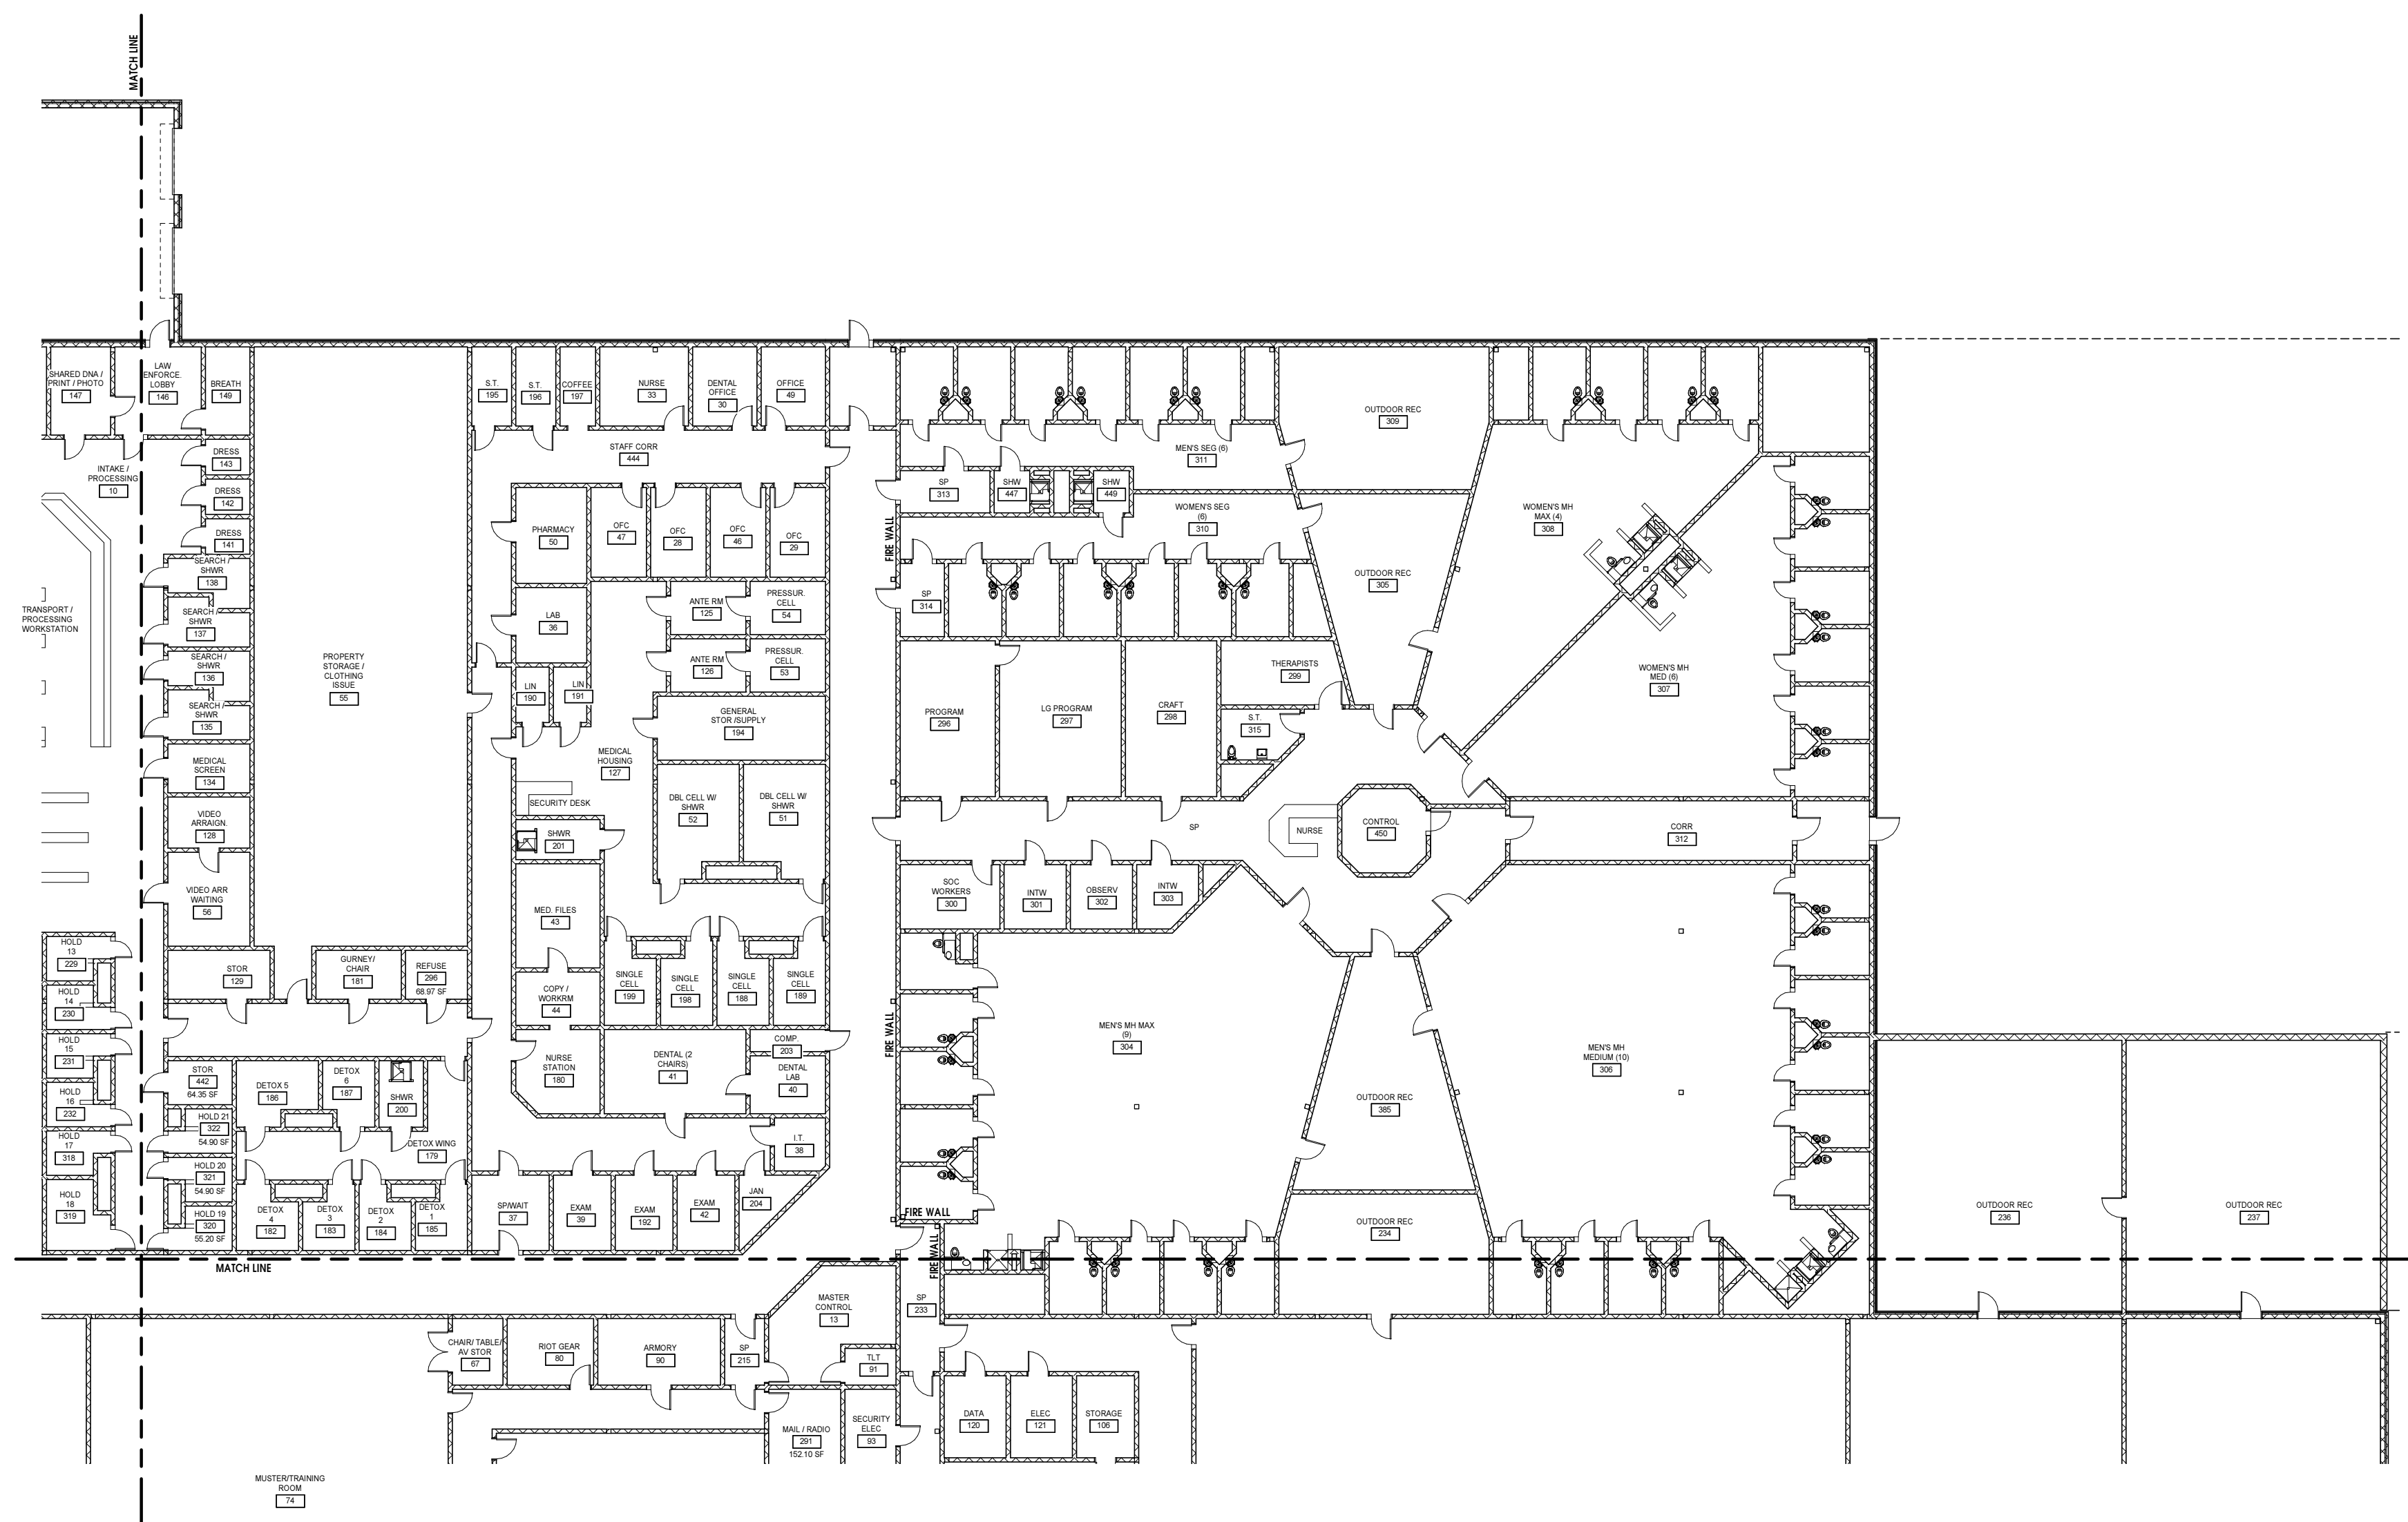 MATCH LINE
SHARED DNA /
PRINT / PHOTO
147
LAW
ENFORCE.
LOBBY
146
BREATH
149
S.T.
195
S.T.
196
COFFEE
197
NURSE
33
DENTAL
OFFICE
30
OFFICE
49
OUTDOOR REC
309
INTAKE /
PROCESSING
10
DRESS
143
DRESS
142
DRESS
141
STAFF CORR
444
MEN'S SEG (6)
311
SP
313
SHW
447
SHW
449
WOMEN'S SEG
(6)
310
WOMEN'S MH
MAX (4)
308
PHARMACY
50
OFC
47
OFC
28
OFC
46
OFC
29
FIRE WALL
SEARCH /
SHWR
138
SEARCH /
SHWR
137
SEARCH /
SHWR
136
SEARCH /
SHWR
135
TRANSPORT /
PROCESSING
WORKSTATION
LAB
36
ANTE RM
125
PRESSUR.
CELL
54
ANTE RM
126
PRESSUR.
CELL
53
SP
314
OUTDOOR REC
305
PROPERTY
STORAGE /
CLOTHING
ISSUE
55
LIN
190
LIN
191
GENERAL
STOR /SUPPLY
194
PROGRAM
296
LG PROGRAM
297
CRAFT
298
THERAPISTS
299
S.T.
315
WOMEN'S MH
MED (6)
307
MEDICAL
SCREEN
134
MEDICAL
HOUSING
127
SECURITY DESK
DBL CELL W/
SHWR
52
DBL CELL W/
SHWR
51
VIDEO
ARRAIGN.
128
SHWR
201
SP
NURSE
CONTROL
450
CORR
312
VIDEO ARR
WAITING
56
MED. FILES
43
SOC
WORKERS
300
INTW
301
OBSERV
302
INTW
303
HOLD
13
229
HOLD
14
230
HOLD
15
231
HOLD
16
232
HOLD
17
318
HOLD
18
319
STOR
129
GURNEY/
CHAIR
181
REFUSE
296
68.97 SF
COPY /
WORKRM
44
SINGLE
CELL
199
SINGLE
CELL
198
SINGLE
CELL
188
SINGLE
CELL
189
FIRE WALL
MEN'S MH MAX
(9)
304
MEN'S MH
MEDIUM (10)
306
STOR
442
64.35 SF
DETOX 5
186
DETOX
6
187
SHWR
200
NURSE
STATION
180
DENTAL (2
CHAIRS)
41
COMP.
203
DENTAL
LAB
40
OUTDOOR REC
385
HOLD 21
322
54.90 SF
HOLD 20
321
54.90 SF
HOLD 19
320
55.20 SF
DETOX WING
179
I.T.
38
DETOX
4
182
DETOX
3
183
DETOX
2
184
DETOX
1
185
SP/WAIT
37
EXAM
39
EXAM
192
EXAM
42
JAN
204
FIRE WALL
FIRE WALL
OUTDOOR REC
234
OUTDOOR REC
236
OUTDOOR REC
237
MATCH LINE
MASTER
CONTROL
13
SP
233
CHAIR/ TABLE/
AV STOR
67
RIOT GEAR
80
ARMORY
90
SP
215
TLT
91
MAIL / RADIO
291
152.10 SF
SECURITY
ELEC
93
DATA
120
ELEC
121
STORAGE
106
MUSTER/TRAINING
ROOM
74